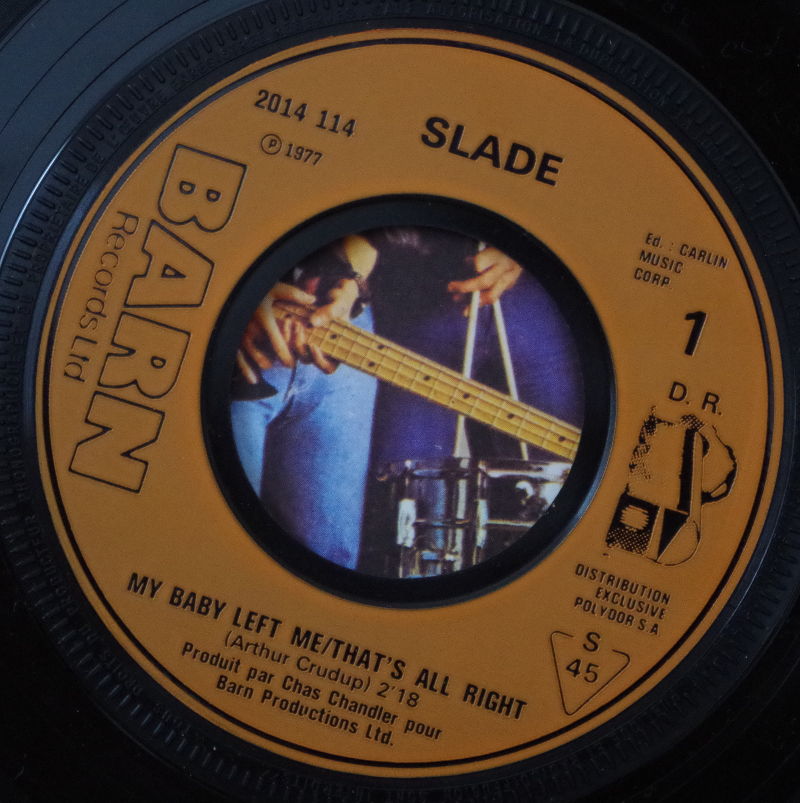 2014 114
Ⓟ 1977
SLADE
BARN
Records Ltd
Ed. : CARLIN
MUSIC
CORP.
1
D. R.
DISTRIBUTION
EXCLUSIVE
POLYDOR S.A.
S
45
MY BABY LEFT ME/THAT'S ALL RIGHT
(Arthur Crudup) 2'18
Produit par Chas Chandler pour
Barn Productions Ltd.